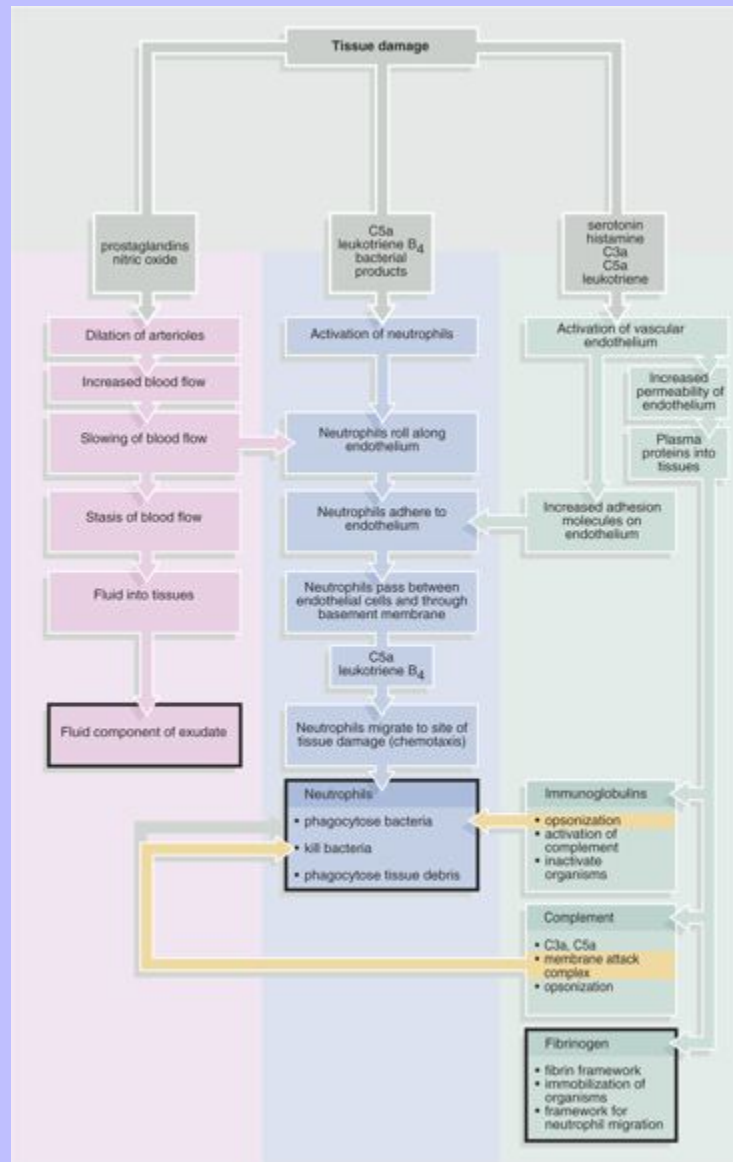 Tissue damage
prostaglandins
nitric oxide
C5a
leukotriene B4
bacterial
products
serotonin
histamine
C3a
C5a
leukotriene
Dilation of arterioles
Increased blood flow
Slowing of blood flow
Stasis of blood flow
Fluid into tissues
Fluid component of exudate
Activation of neutrophils
Neutrophils roll along
endothelium
Neutrophils adhere to
endothelium
Neutrophils pass between
endothelial cells and through
basement membrane
C5a
leukotriene B4
Neutrophils migrate to site of
tissue damage (chemotaxis)
Neutrophils
• phagocytose bacteria
• kill bacteria
• phagocytose tissue debris
Activation of vascular
endothelium
Increased
permeability of
endothelium
Plasma
proteins into
tissues
Increased adhesion
molecules on
endothelium
Immunoglobulins
• opsonization
• activation of
complement
• inactivate
organisms
Complement
• C3a, C5a
• membrane attack
complex
• opsonization
Fibrinogen
• fibrin framework
• immobilization of
organisms
• framework for
neutrophil migration